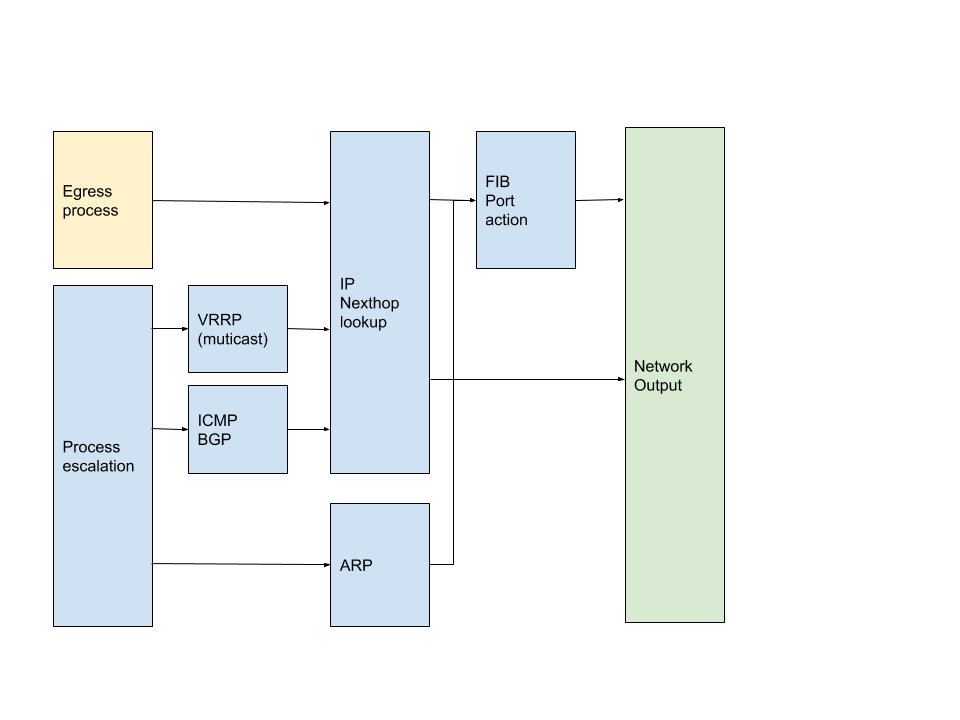 Egress
process
FIB
Port
action
IP
Nexthop
lookup
VRRP
(muticast)
Network
Output
ICMP
BGP
Process
escalation
ARP